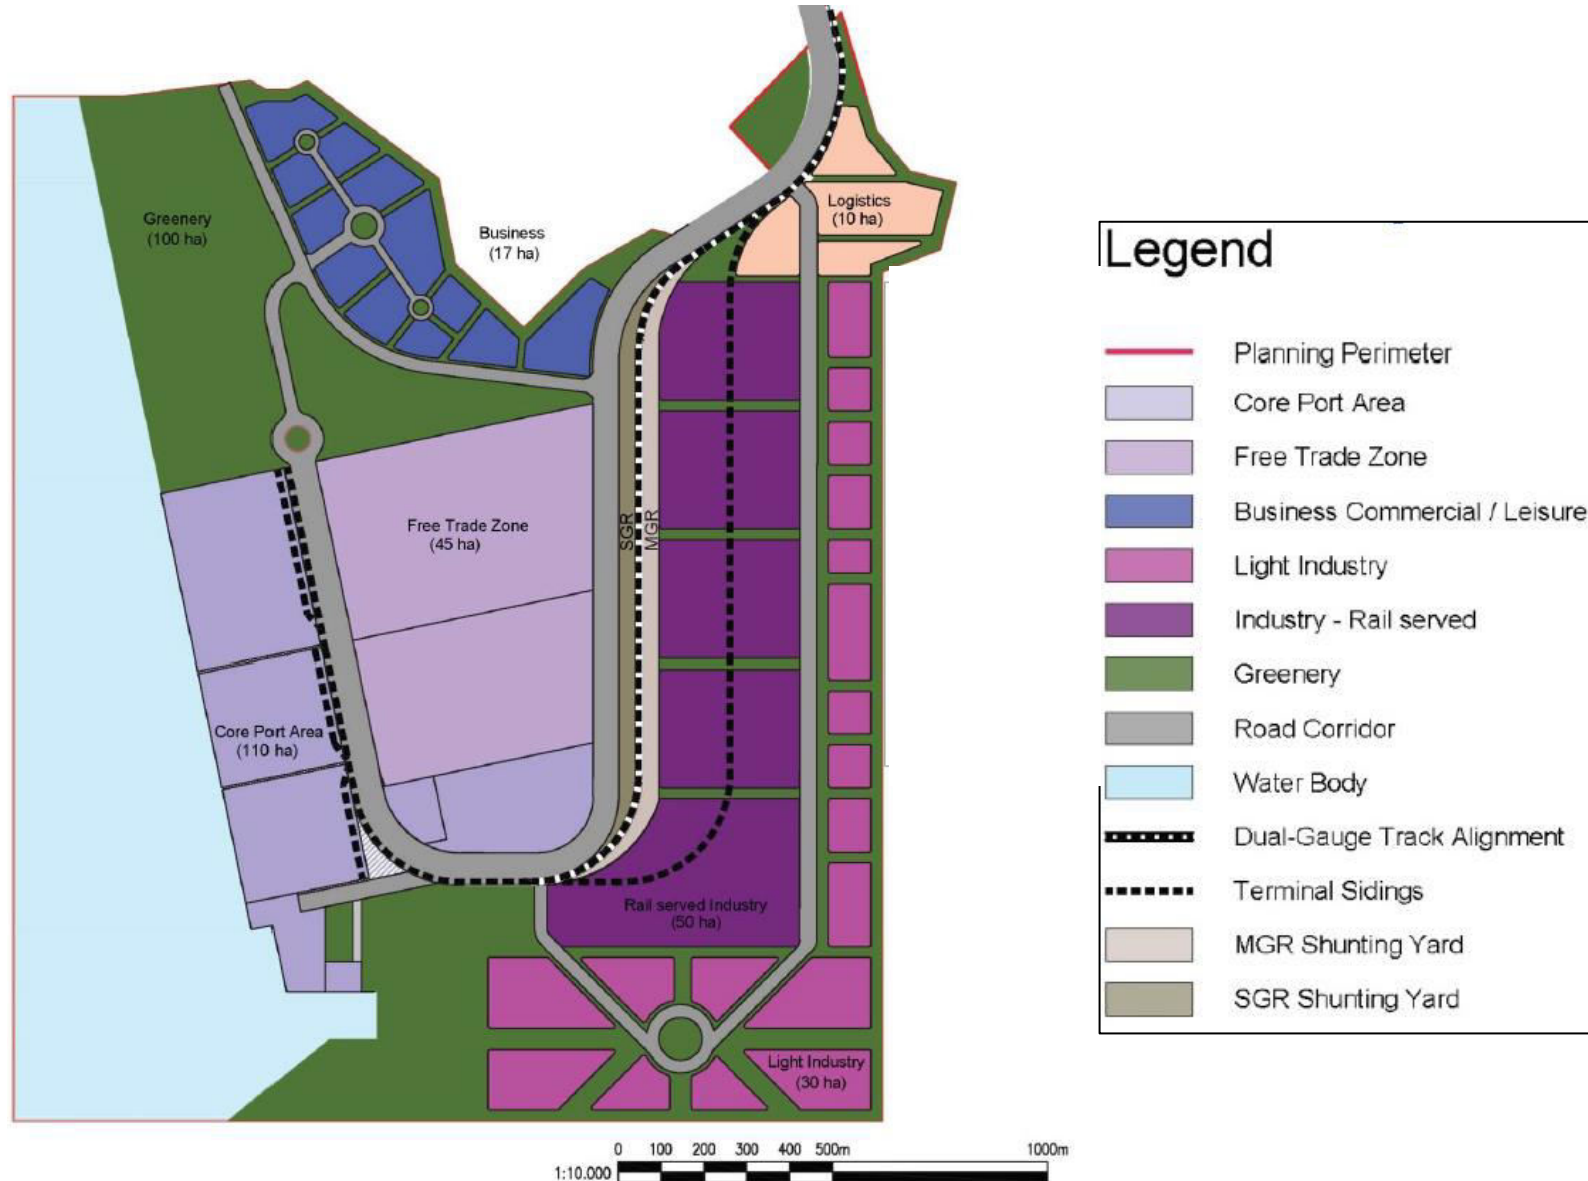 Greenery
(100 ha)
Business
(17 ha)
Logistics
(10 ha)
Free Trade Zone
(45 ha)
SGR
MGR
Core Port Area
(110 ha)
Rail served Industry
(50 ha)
Light Industry
(30 ha)
0 100 200 300 400 500m 1000m
1:10.000
Legend
Planning Perimeter
Core Port Area
Free Trade Zone
Business Commercial / Leisure
Light Industry
Industry - Rail served
Greenery
Road Corridor
Water Body
Dual-Gauge Track Alignment
Terminal Sidings
MGR Shunting Yard
SGR Shunting Yard